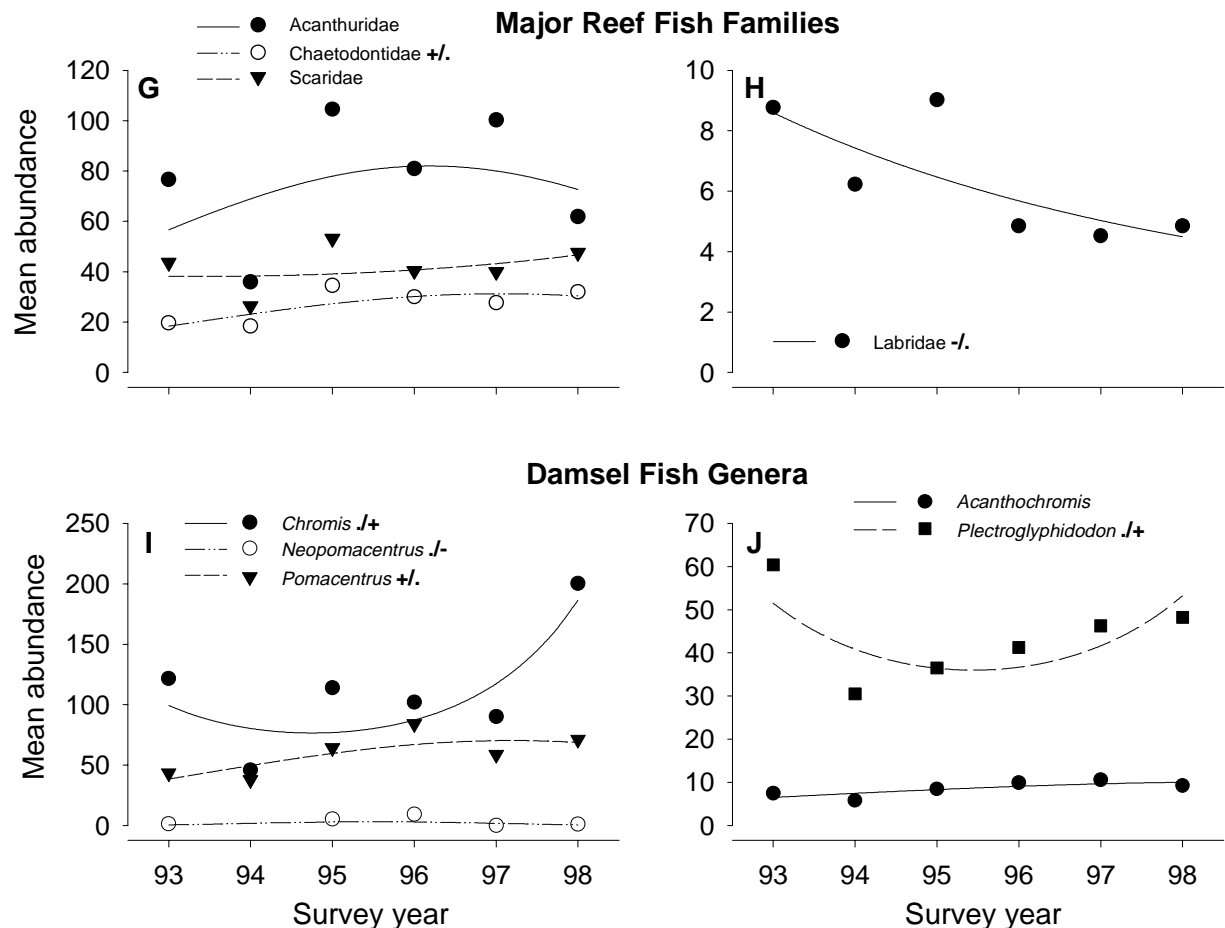 Major Reef Fish Families
Acanthuridae
Chaetodontidae +/.
Scaridae
G
120
100
80
60
40
20
0
Mean abundance
H
10
8
6
4
2
0
Labridae -/.
Damsel Fish Genera
Chromis ./+
Neopomacentrus ./-
Pomacentrus +/.
I
250
200
150
100
50
0
Mean abundance
93 94 95 96 97 98
Survey year
Acanthochromis
Plectroglyphidodon ./+
J
70
60
50
40
30
20
10
0
93 94 95 96 97 98
Survey year